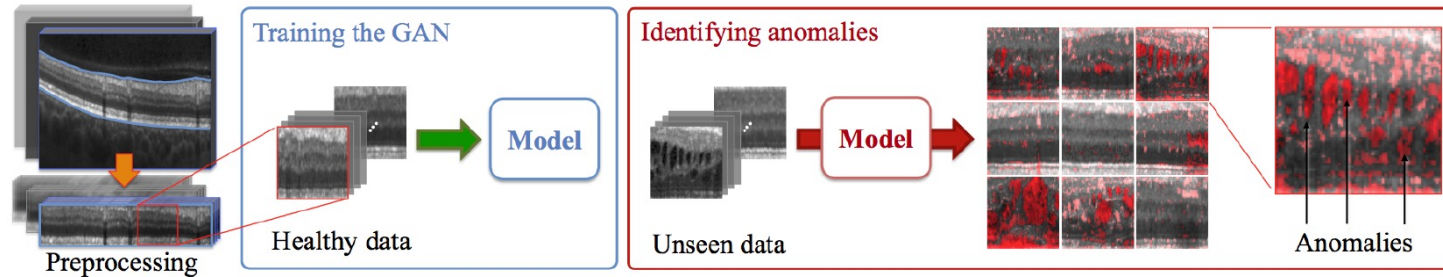 Training the GAN
Identifying anomalies
Model
Model
Healthy data
Unseen data
Anomalies
Preprocessing